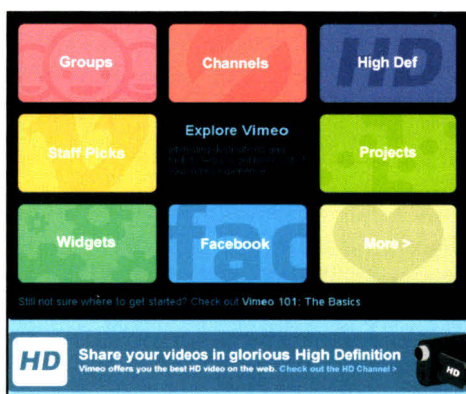 Groups
Channels
HD
High Def
Staff Picks
Explore Vimeo
Projects
Widgets
fac
Facebook
More >
Still not sure where to get started? Check out Vimeo 101: The Basics
HD
Share your videos in glorious High Definition
Vimeo offers you the best HD video on the web. Check out the HD Channel >
HD